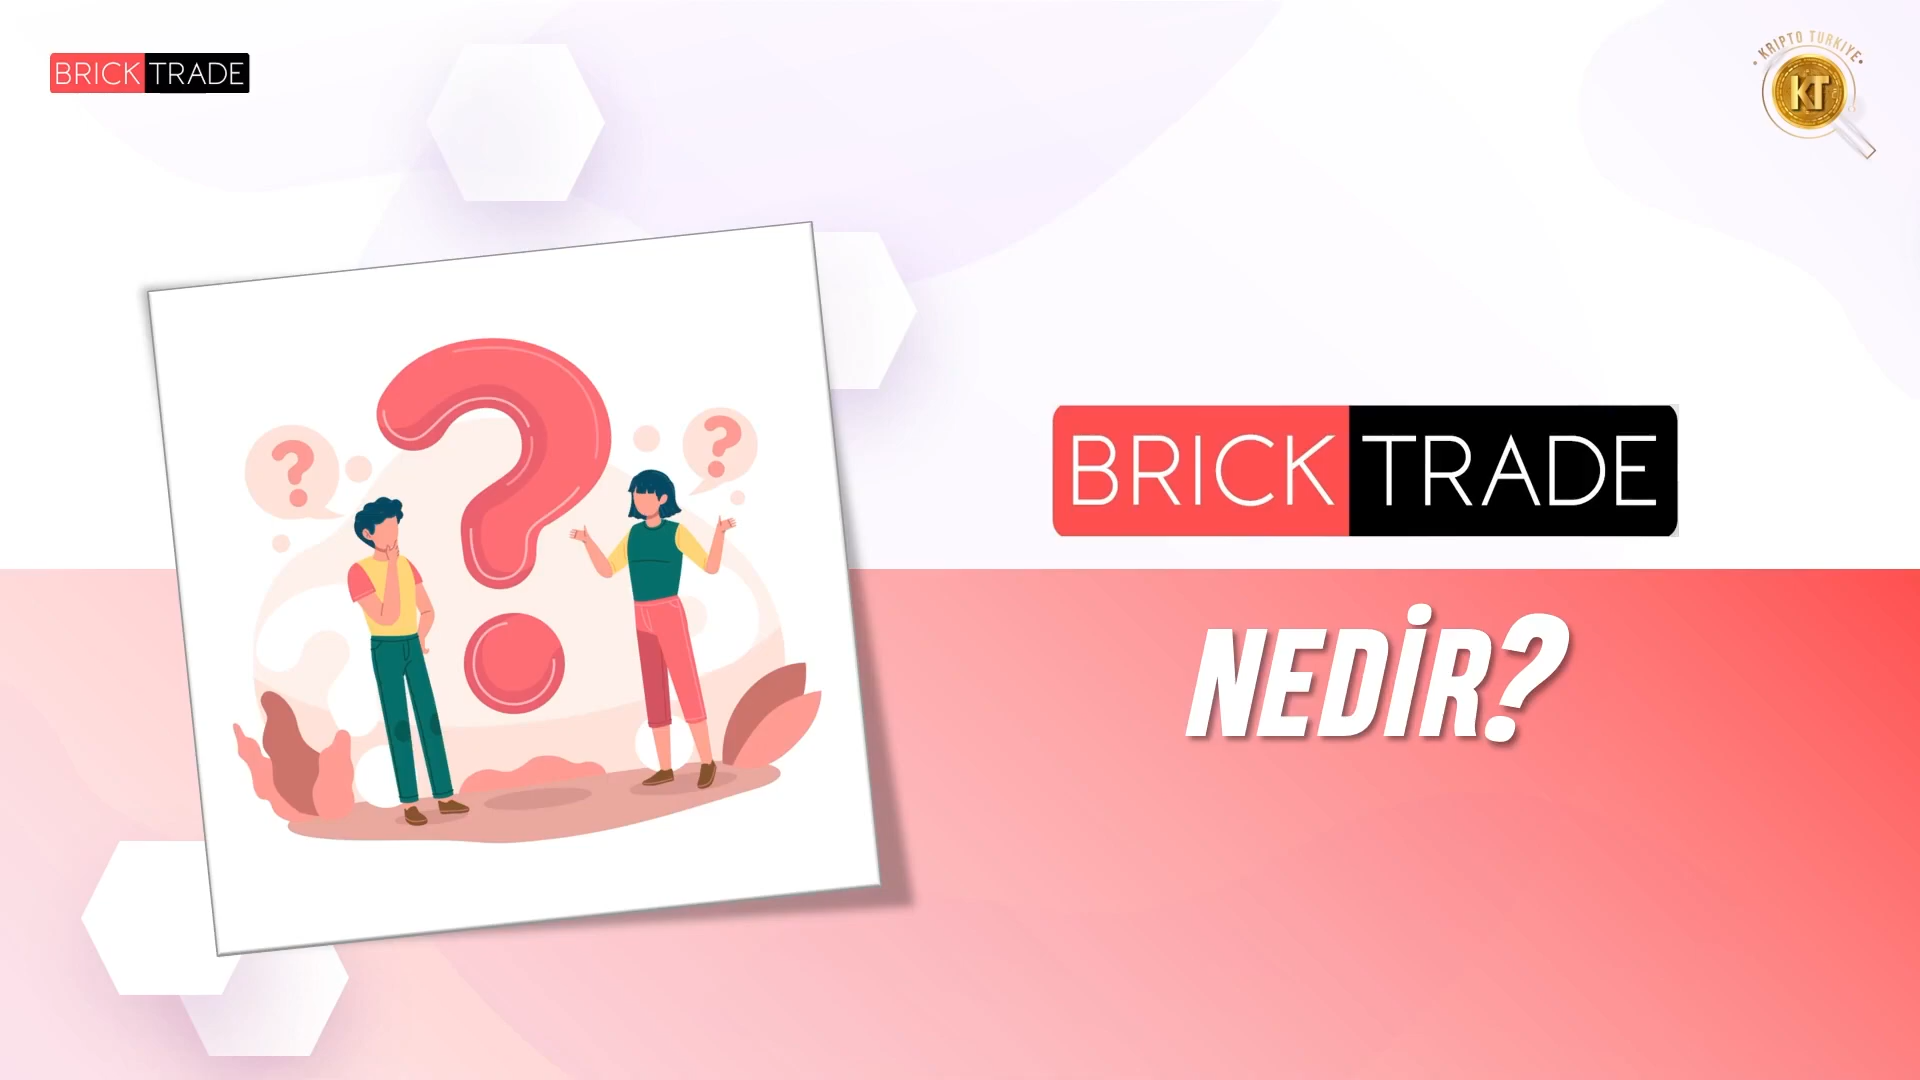 BRICK TRADE
• KRIPTO TURKIYE •
KT
?
?
?
BRICK TRADE
NEDİR?